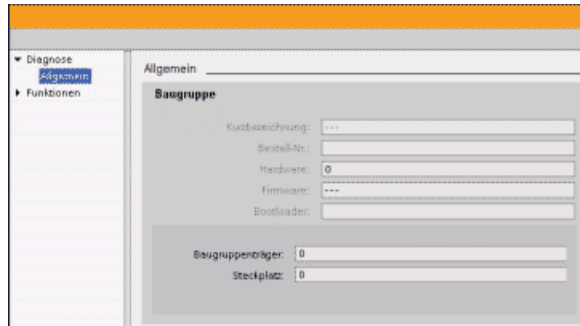 Diagnose
Allgemein
Funktionen
Allgemein
Baugruppe
Kurzbezeichnung: ---
Bestell-Nr.:
Hardware: 0
Firmware: ---
Bootloader:
Baugruppenträger: 0
Steckplatz: 0